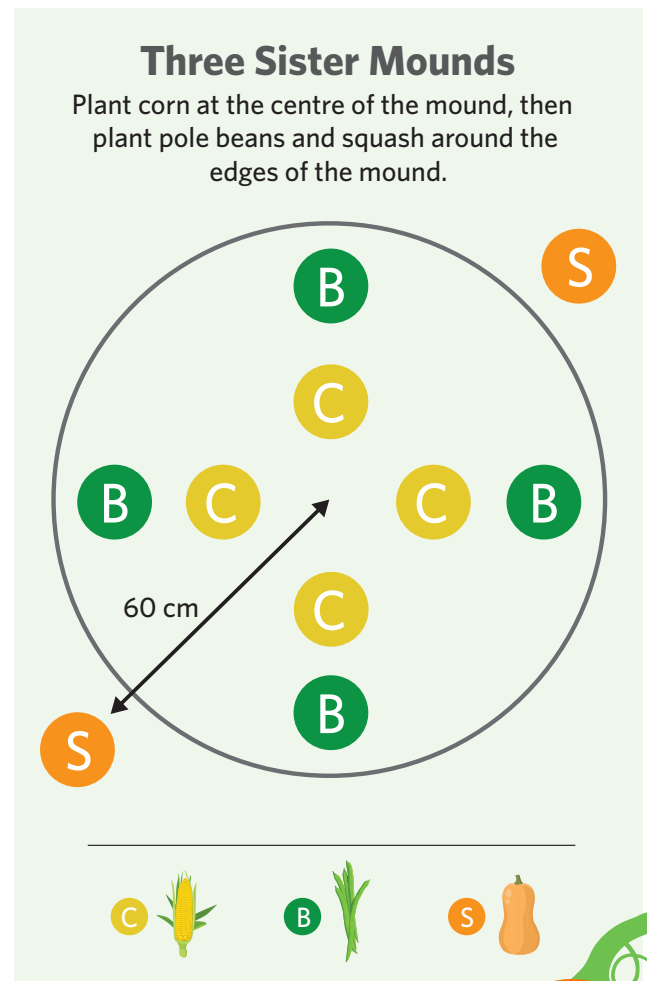 Three Sister Mounds
Plant corn at the centre of the mound, then
plant pole beans and squash around the
edges of the mound.
S
B
C
B
C
C
B
60 cm
C
B
S
C
B
S